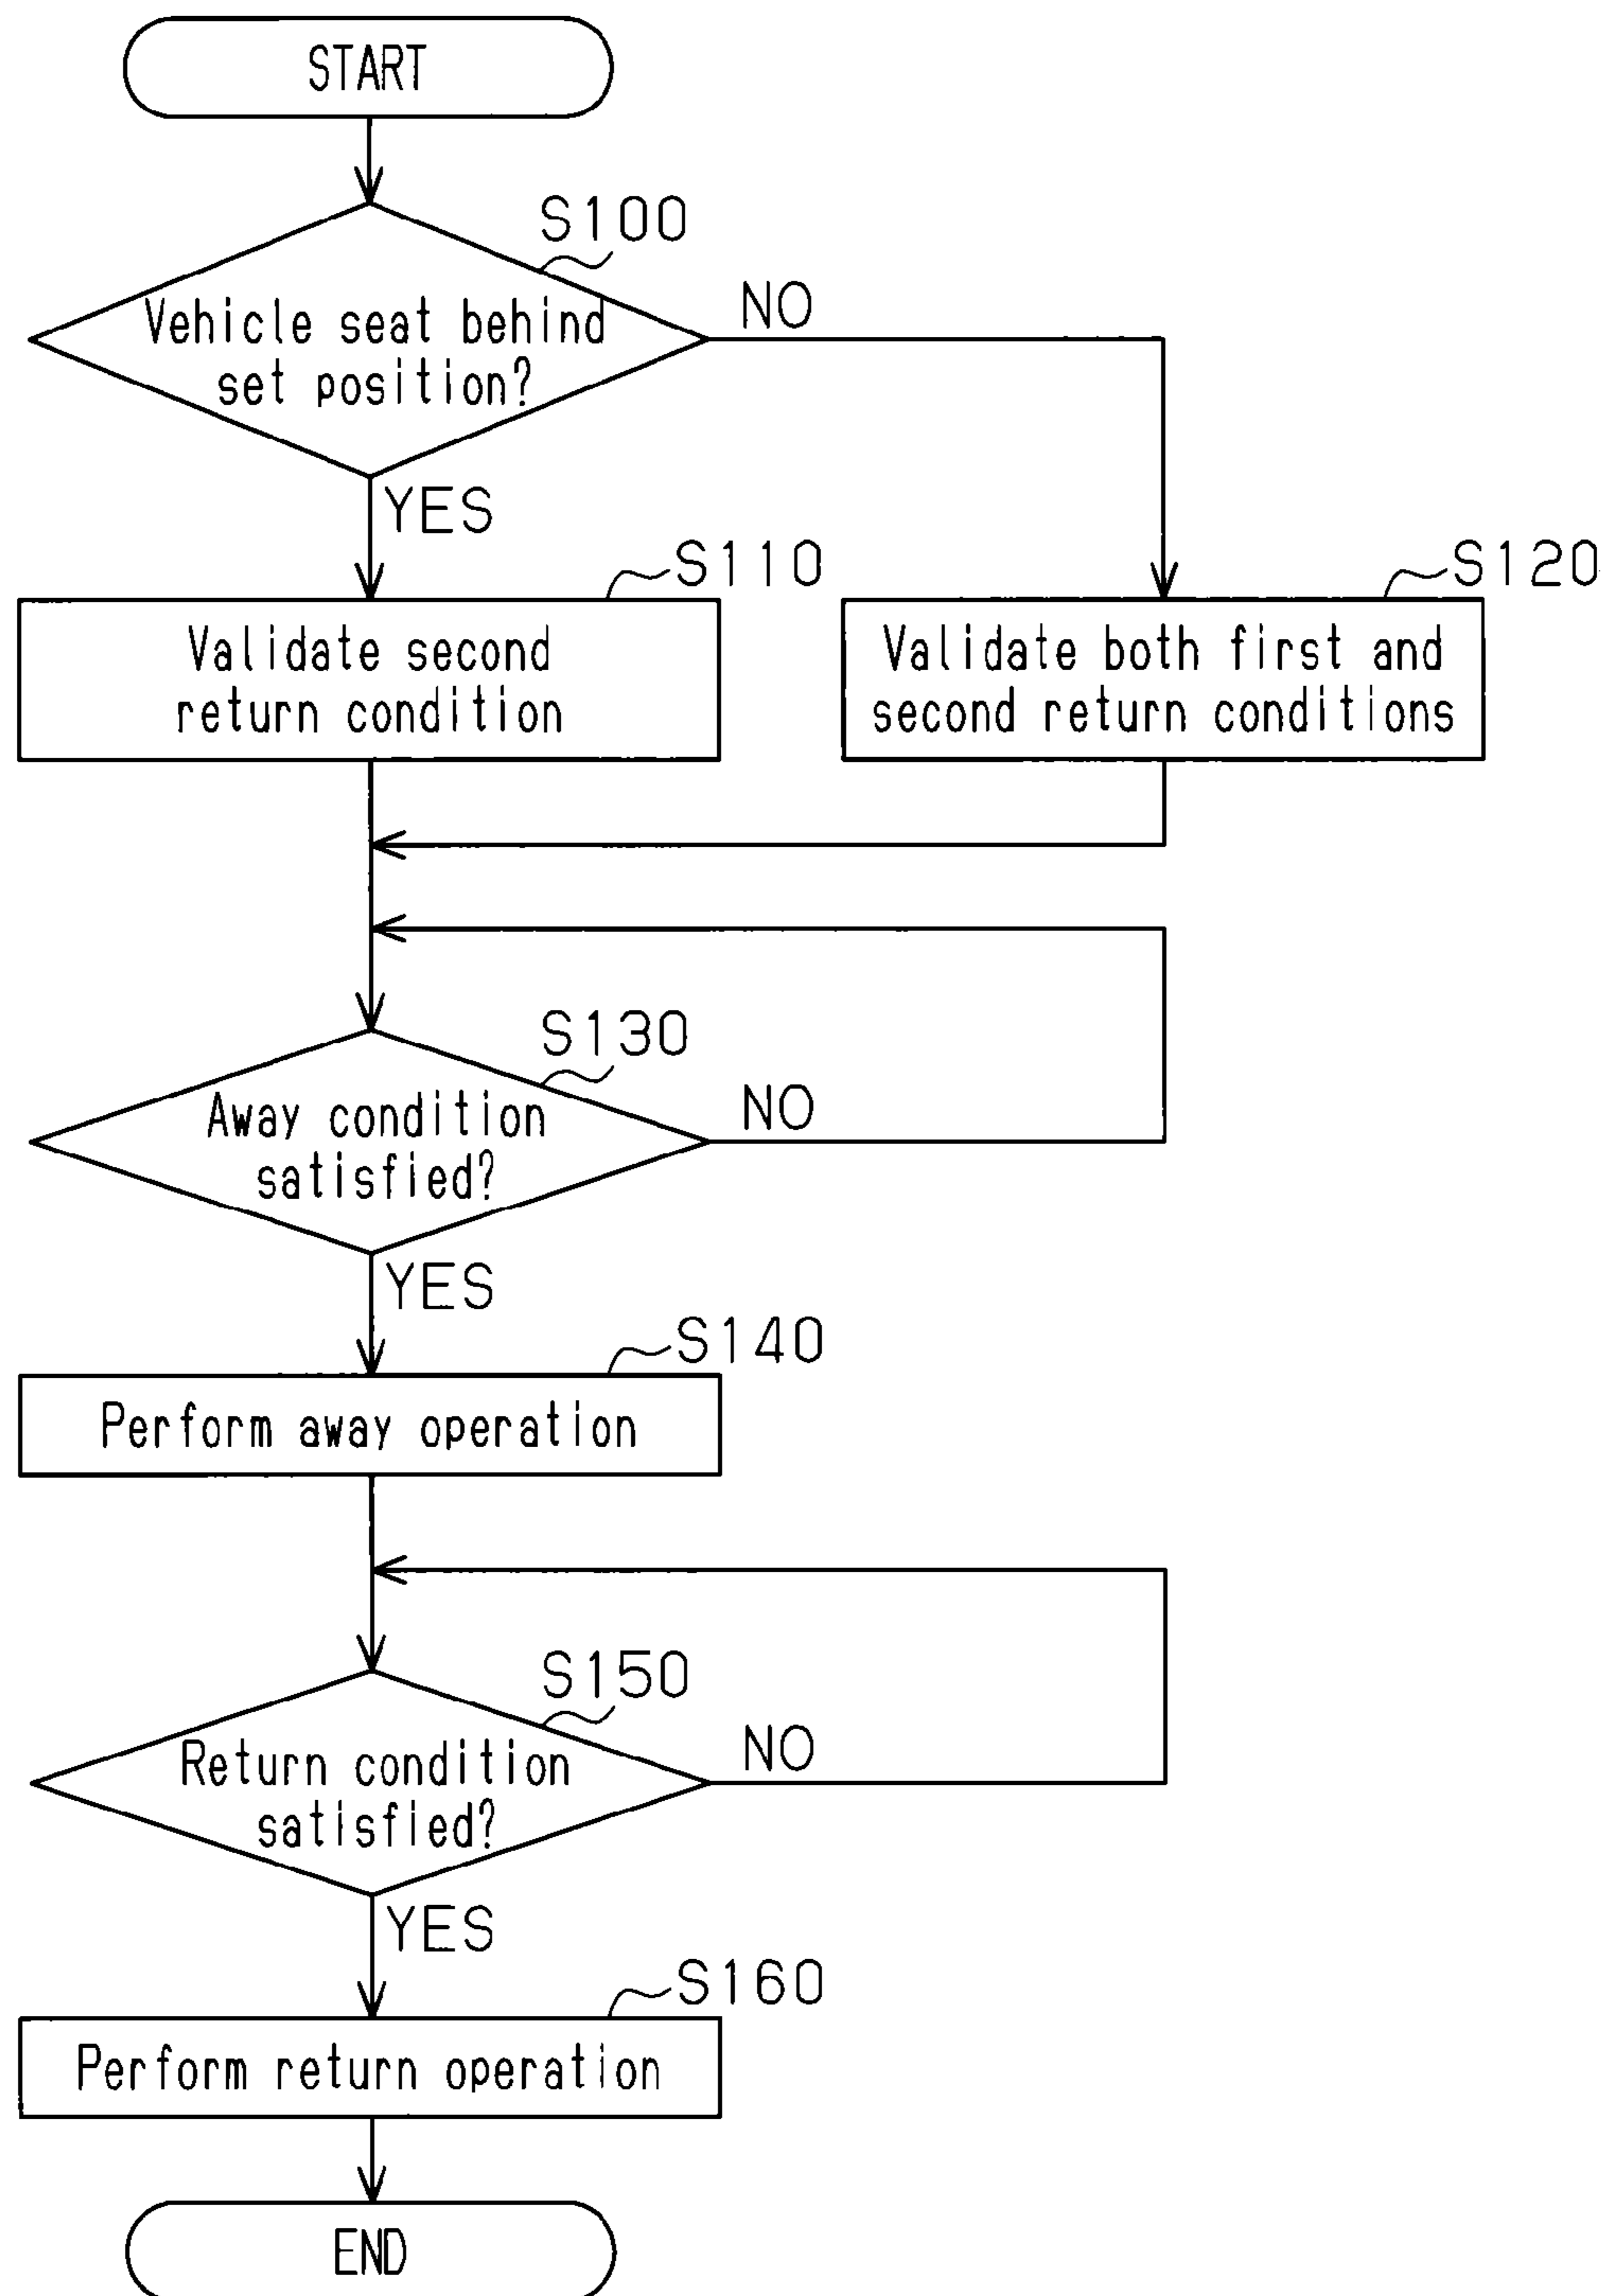 START
S100
Vehicle seat behind
set position?
NO
YES
S110
Validate second
return condition
S120
Validate both first and
second return conditions
S130
Away condition
satisfied?
NO
YES
S140
Perform away operation
S150
Return condition
satisfied?
NO
YES
S160
Perform return operation
END